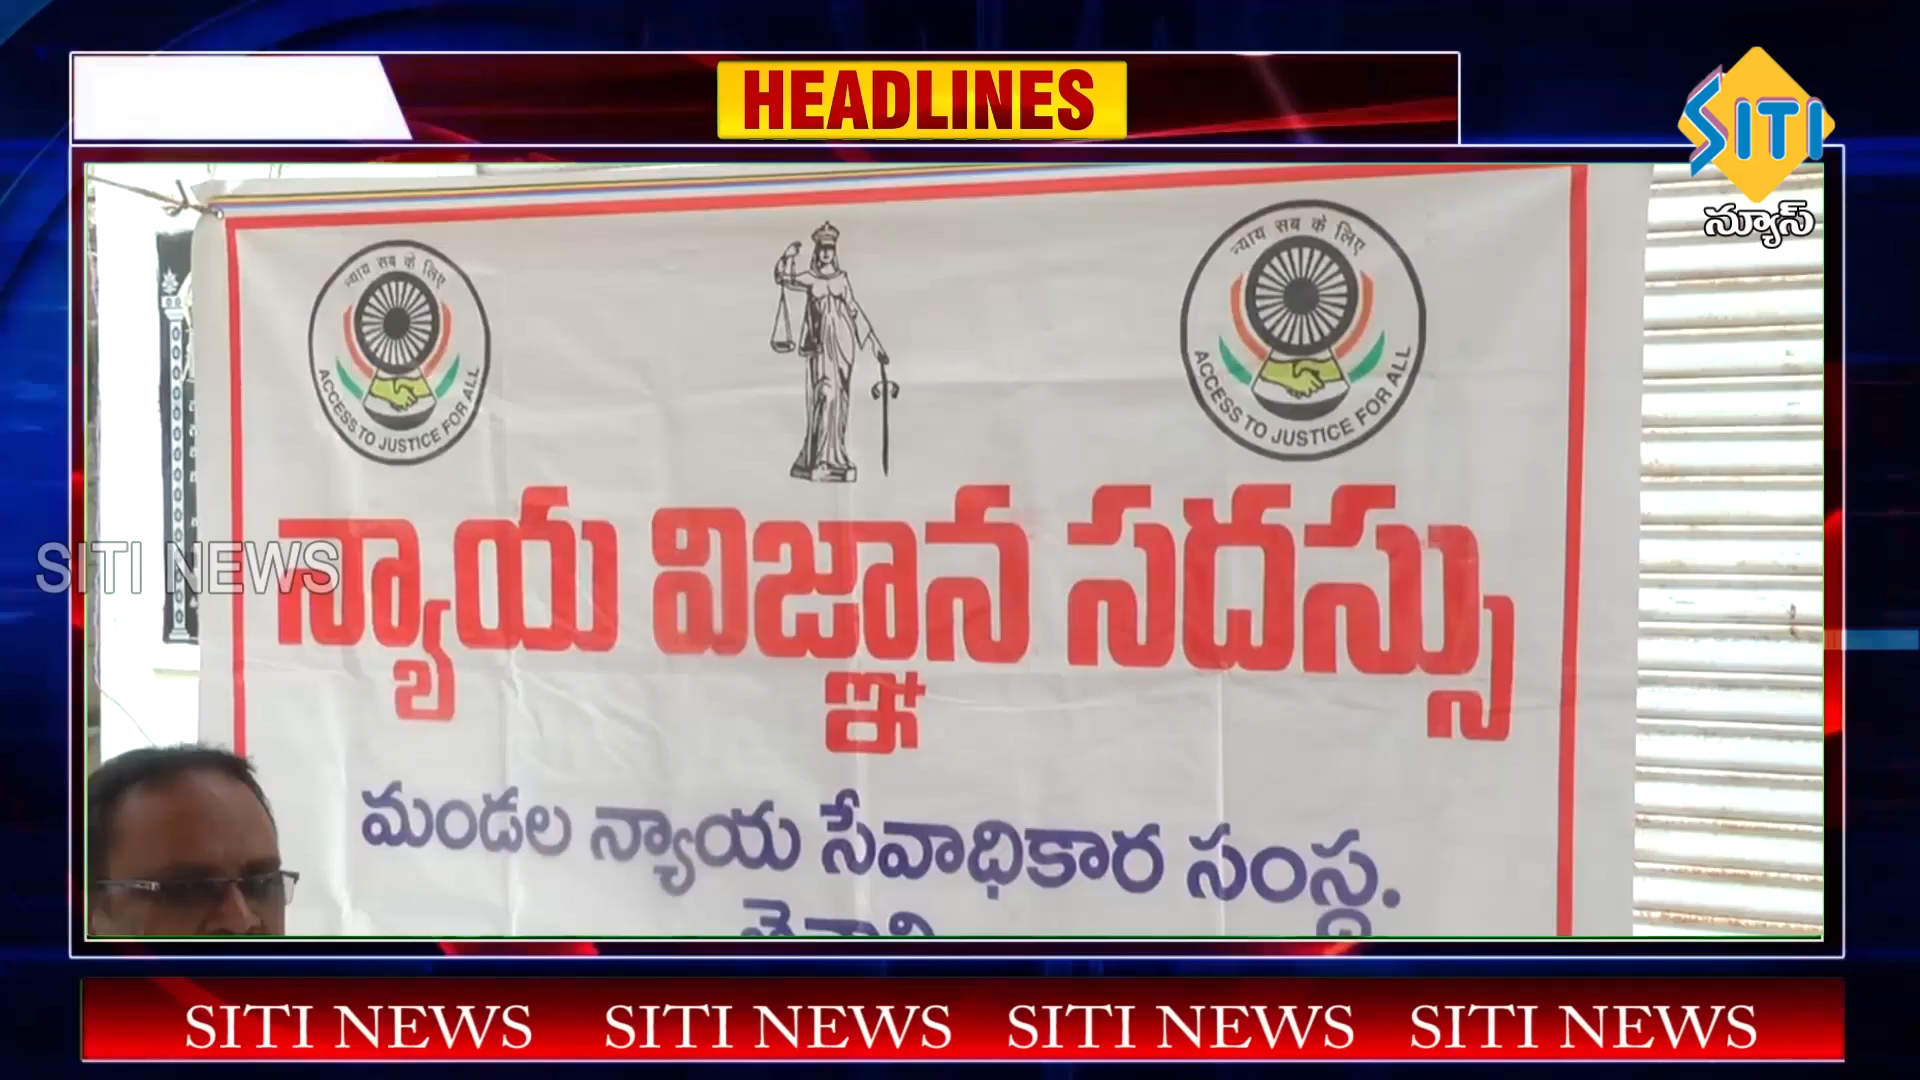 HEADLINES
SITI
న్యూస్
न्याय सब के लिए
ACCESS TO JUSTICE FOR ALL
न्याय सब के लिए
ACCESS TO JUSTICE FOR ALL
న్యాయ విజ్ఞాన సదస్సు
SITI NEWS
మండల న్యాయ సేవాధికార సంస్థ.
SITI NEWS SITI NEWS SITI NEWS SITI NEWS